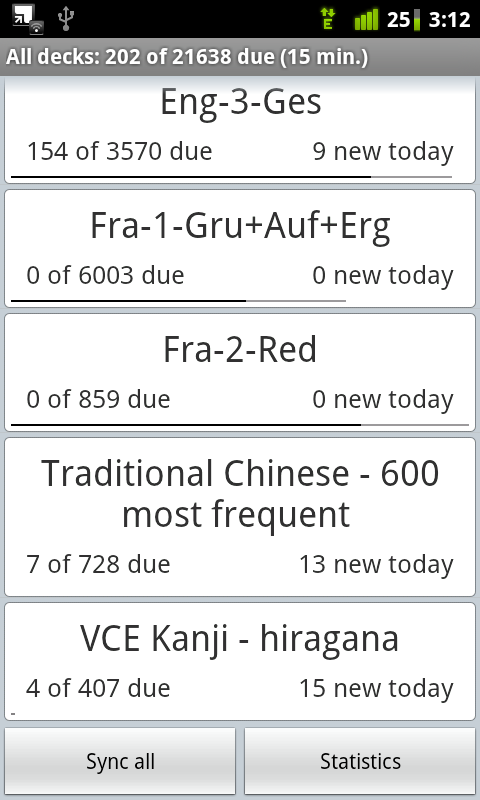 E
25
3:12
All decks: 202 of 21638 due (15 min.)
Eng-3-Ges
154 of 3570 due
9 new today
Fra-1-Gru+Auf+Erg
0 of 6003 due
0 new today
Fra-2-Red
0 of 859 due
0 new today
Traditional Chinese - 600
most frequent
7 of 728 due
13 new today
VCE Kanji - hiragana
4 of 407 due
15 new today
Sync all
Statistics